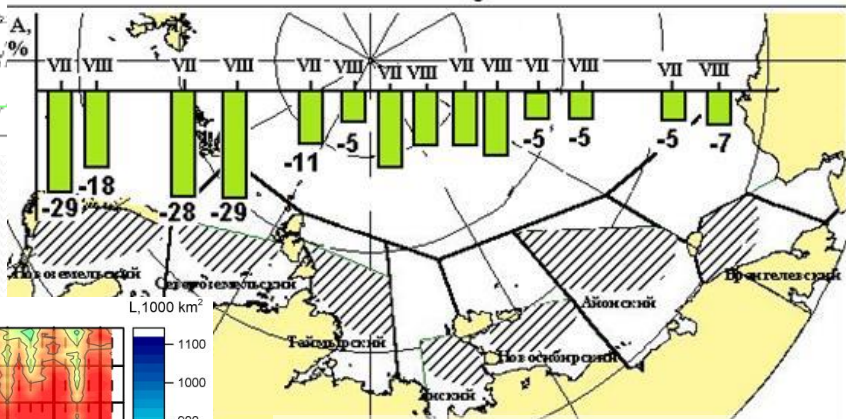 А,
%
VII VIII VII VIII VII VIII VII VIII VII VIII VII VIII VII VIII
-29 -18 -28 -29 -11 -5 -5 -5 -5 -7
Новоземельский
Североземельский
Таймырский
Янский
Новосибирский
Айонский
Врангелевский
L,1000 km²
1100
1000